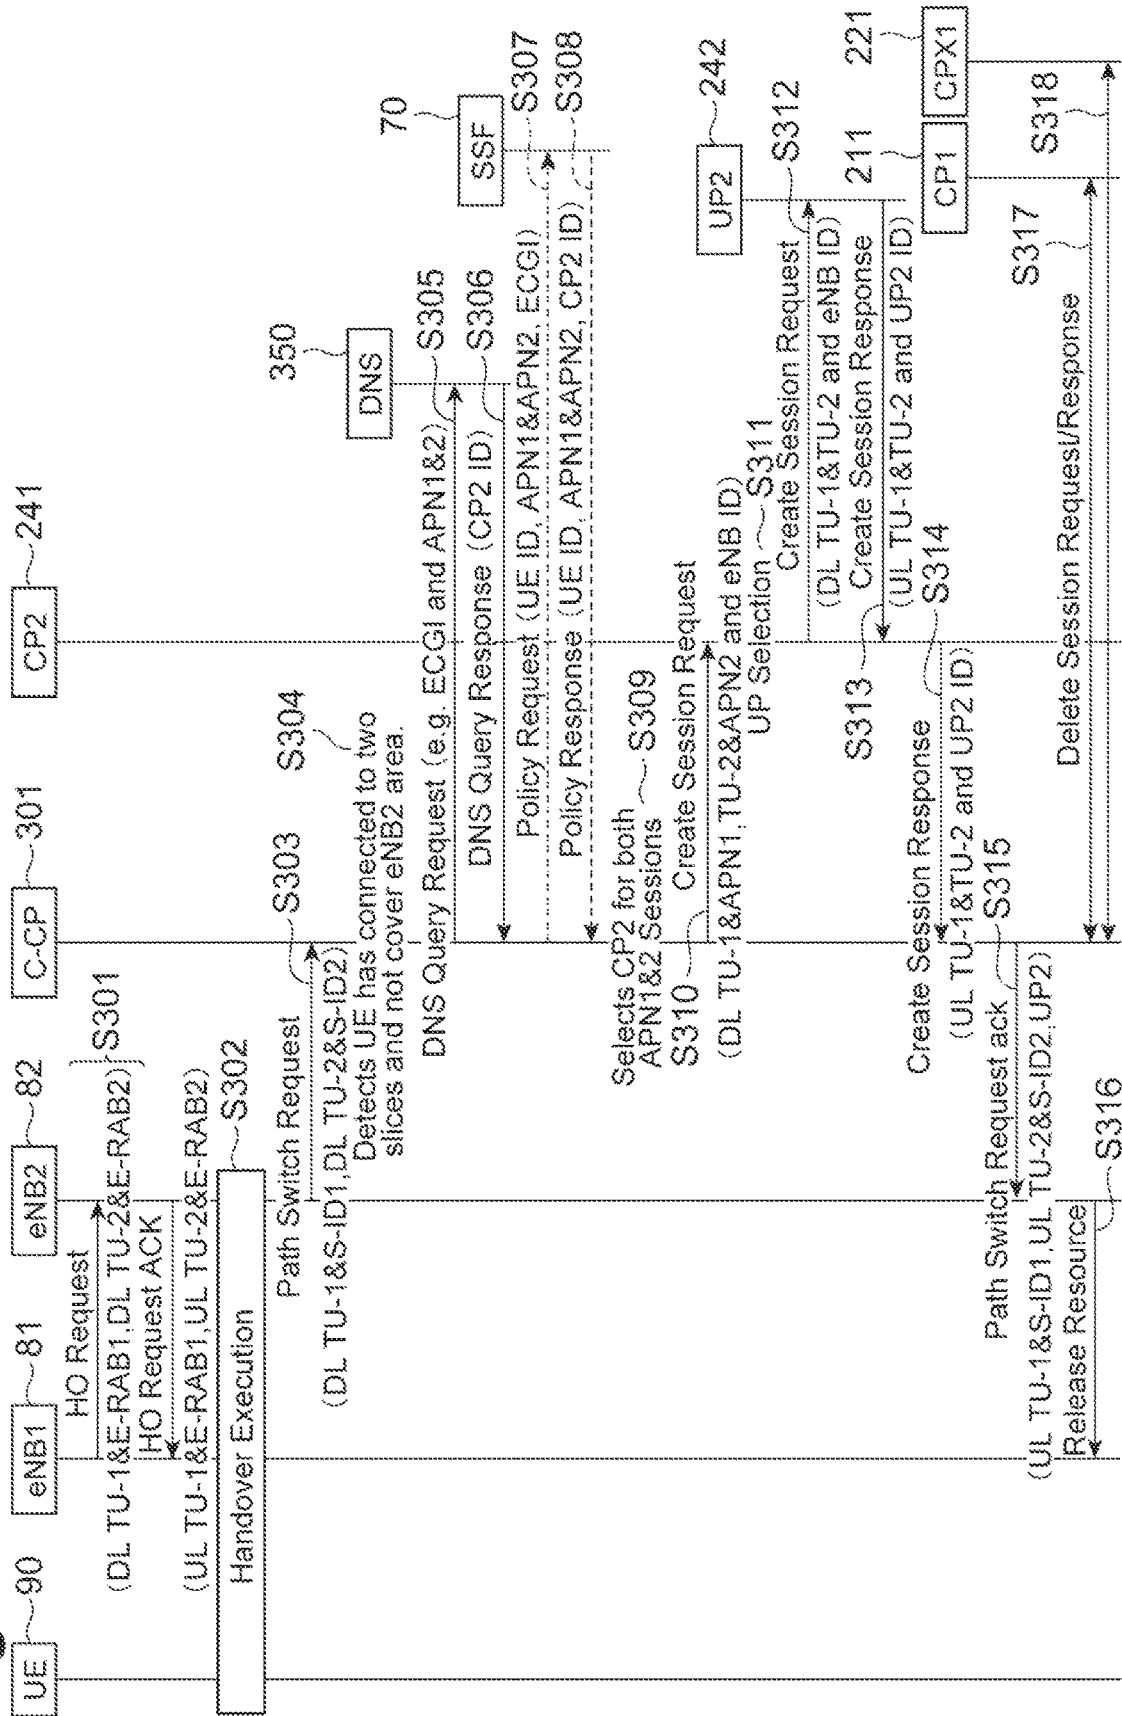 UE
90
eNB1
81
eNB2
82
C-CP
301
CP2
241
HO Request
(DL TU-1&E-RAB1,DL TU-2&E-RAB2)
S301
HO Request ACK
(UL TU-1&E-RAB1,UL TU-2&E-RAB2)
Handover Execution
S302
Path Switch Request
S303
(DL TU-1&S-ID1,DL TU-2&S-ID2)
S304
Detects UE has connected to two
slices and not cover eNB2 area.
350
DNS
DNS Query Request (e.g. ECGI and APN1&2)
S305
DNS Query Response (CP2 ID)
S306
70
SSF
Policy Request (UE ID, APN1&APN2, ECGI)
S307
Policy Response (UE ID, APN1&APN2, CP2 ID)
S308
Selects CP2 for both
APN1&2 Sessions
S309
S310
Create Session Request
(DL TU-1&APN1,TU-2&APN2 and eNB ID)
UP Selection
S311
242
UP2
Create Session Request
S312
(DL TU-1&TU-2 and eNB ID)
Create Session Response
S313
(UL TU-1&TU-2 and UP2 ID)
Create Session Response
S314
(UL TU-1&TU-2 and UP2 ID)
Path Switch Request ack
S315
(UL TU-1&S-ID1,UL TU-2&S-ID2,UP2)
Release Resource
S316
211
CP1
221
CPX1
Delete Session Request/Response
S317
S318